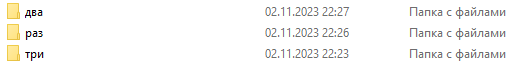 два 02.11.2023 22:27 Папка с файлами
раз 02.11.2023 22:26 Папка с файлами
три 02.11.2023 22:23 Папка с файлами